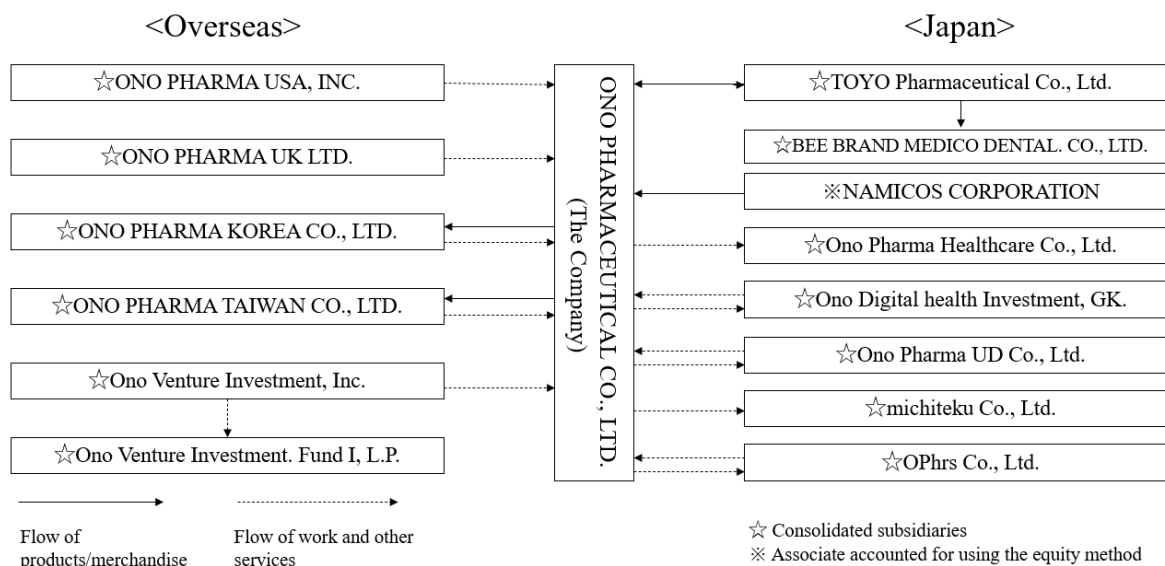 <Overseas>
<Japan>
☆ONO PHARMA USA, INC.
☆ONO PHARMA UK LTD.
☆ONO PHARMA KOREA CO., LTD.
☆ONO PHARMA TAIWAN CO., LTD.
☆Ono Venture Investment, Inc.
☆Ono Venture Investment. Fund I, L.P.
ONO PHARMACEUTICAL CO., LTD.
(The Company)
☆TOYO Pharmaceutical Co., Ltd.
☆BEE BRAND MEDICO DENTAL. CO., LTD.
※NAMICOS CORPORATION
☆Ono Pharma Healthcare Co., Ltd.
☆Ono Digital health Investment, GK.
☆Ono Pharma UD Co., Ltd.
☆michiteku Co., Ltd.
☆OPhrs Co., Ltd.
Flow of
products/merchandise
Flow of work and other
services
☆ Consolidated subsidiaries
※ Associate accounted for using the equity method